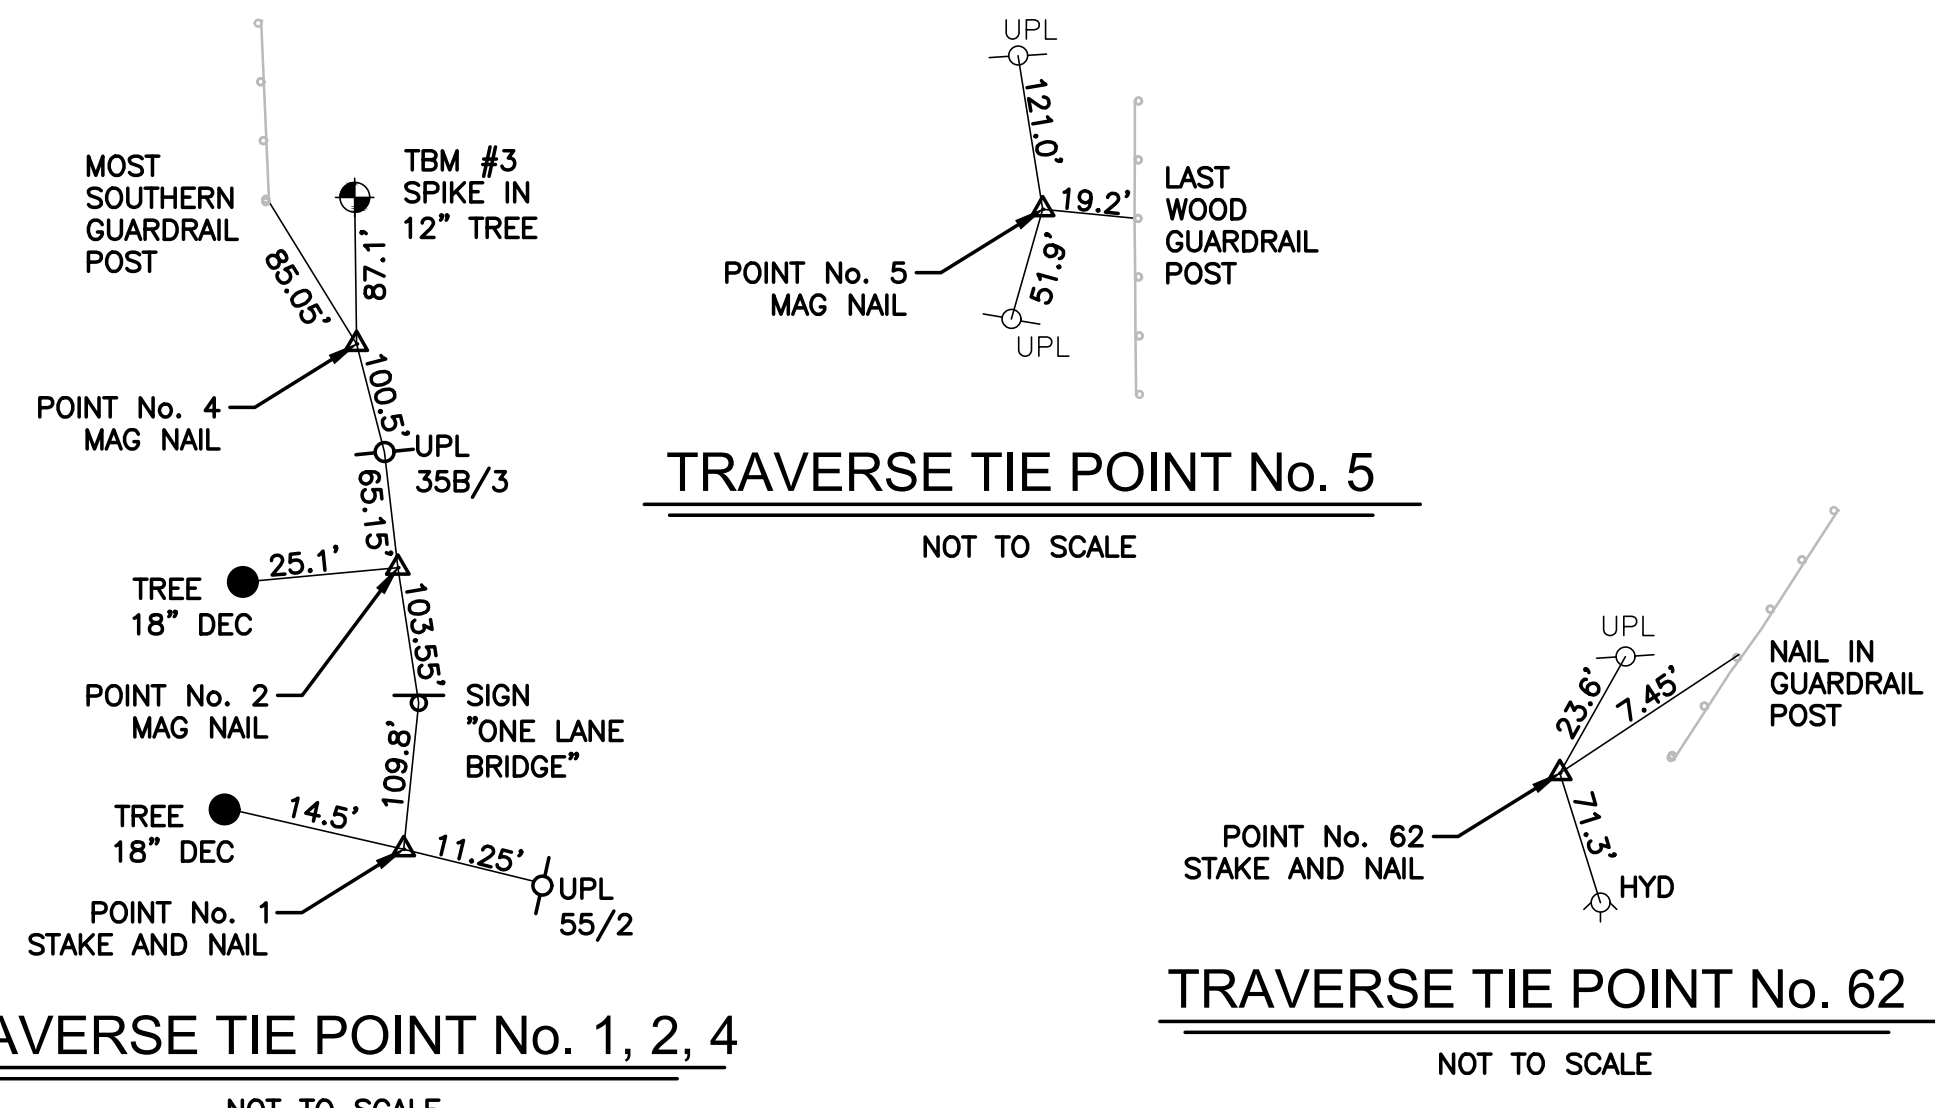 MOST
SOUTHERN
GUARDRAIL
POST
TBM #3
SPIKE IN
12" TREE
85.05'
87.1'
POINT No. 4
MAG NAIL
100.5'
UPL
35B/3
65.15'
25.1'
TREE
18" DEC
103.55'
POINT No. 2
MAG NAIL
SIGN
"ONE LANE
BRIDGE"
109.8'
TREE
18" DEC
14.5'
11.25'
UPL
55/2
POINT No. 1
STAKE AND NAIL
AVERSE TIE POINT No. 1, 2, 4
NOT TO SCALE
UPL
121.0'
19.2'
LAST
WOOD
GUARDRAIL
POST
POINT No. 5
MAG NAIL
51.9'
UPL
TRAVERSE TIE POINT No. 5
NOT TO SCALE
UPL
23.6'
7.45'
NAIL IN
GUARDRAIL
POST
POINT No. 62
STAKE AND NAIL
71.3'
HYD
TRAVERSE TIE POINT No. 62
NOT TO SCALE